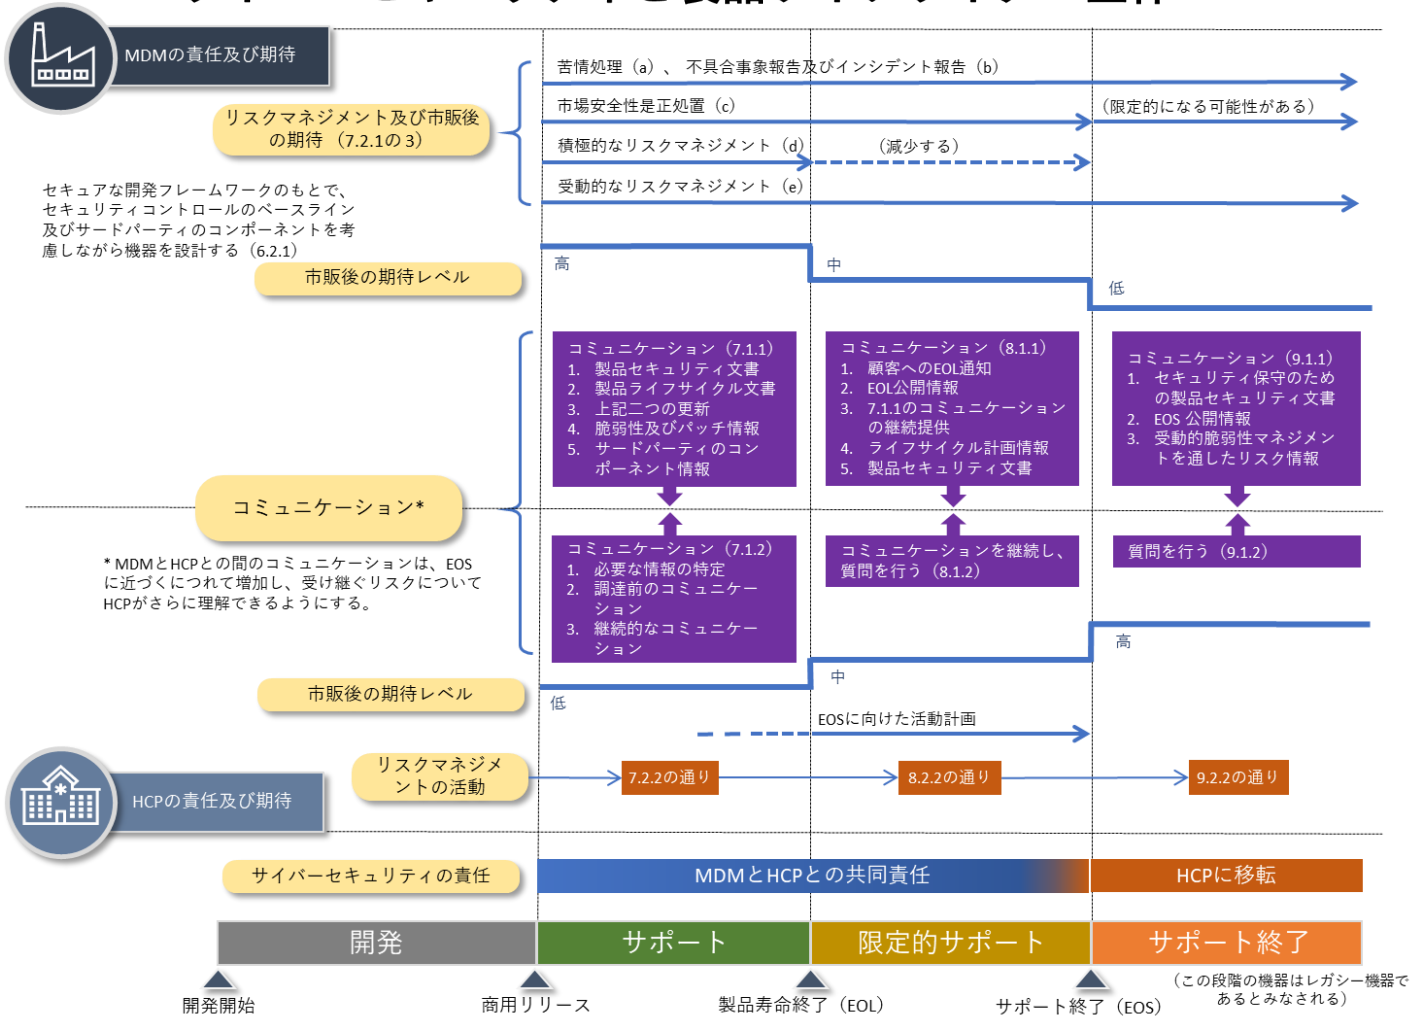 MDMの責任及び期待
苦情処理（a）、 不具合事象報告及びインシデント報告（b）
市場安全性是正処置（c）
（限定的になる可能性がある）
リスクマネジメント及び市販後
の期待 （7.2.1の 3）
積極的なリスクマネジメント（d）
（減少する）
受動的なリスクマネジメント（e）
セキュアな開発フレームワークのもとで、
セキュリティコントロールのベースライン
及びサードパーティのコンポーネントを考
慮しながら機器を設計する（6.2.1）
市販後の期待レベル
高
中
低
コミュニケーション（7.1.1）
1. 製品セキュリティ文書
2. 製品ライフサイクル文書
3. 上記二つの更新
4. 脆弱性及びパッチ情報
5. サードパーティのコン
ポーネント情報
コミュニケーション（8.1.1）
1. 顧客へのEOL通知
2. EOL公開情報
3. 7.1.1のコミュニケーション
の継続提供
4. ライフサイクル計画情報
5. 製品セキュリティ文書
コミュニケーション（9.1.1）
1. セキュリティ保守のため
の製品セキュリティ文書
2. EOS 公開情報
3. 受動的脆弱性マネジメン
トを通したリスク情報
コミュニケーション*
* MDMとHCPとの間のコミュニケーションは、EOS
に近づくにつれて増加し、受け継ぐリスクについて
HCPがさらに理解できるようにする。
コミュニケーション（7.1.2）
1. 必要な情報の特定
2. 調達前のコミュニケー
ション
3. 継続的なコミュニケー
ション
コミュニケーションを継続し、
質問を行う（8.1.2）
質問を行う（9.1.2）
市販後の期待レベル
低
中
高
EOSに向けた活動計画
リスクマネジメ
ントの活動
7.2.2の通り
8.2.2の通り
9.2.2の通り
HCPの責任及び期待
サイバーセキュリティの責任
MDMとHCPとの共同責任
HCPに移転
開発
サポート
限定的サポート
サポート終了
開発開始
商用リリース
製品寿命終了（EOL）
サポート終了（EOS）
（この段階の機器はレガシー機器で
あるとみなされる）